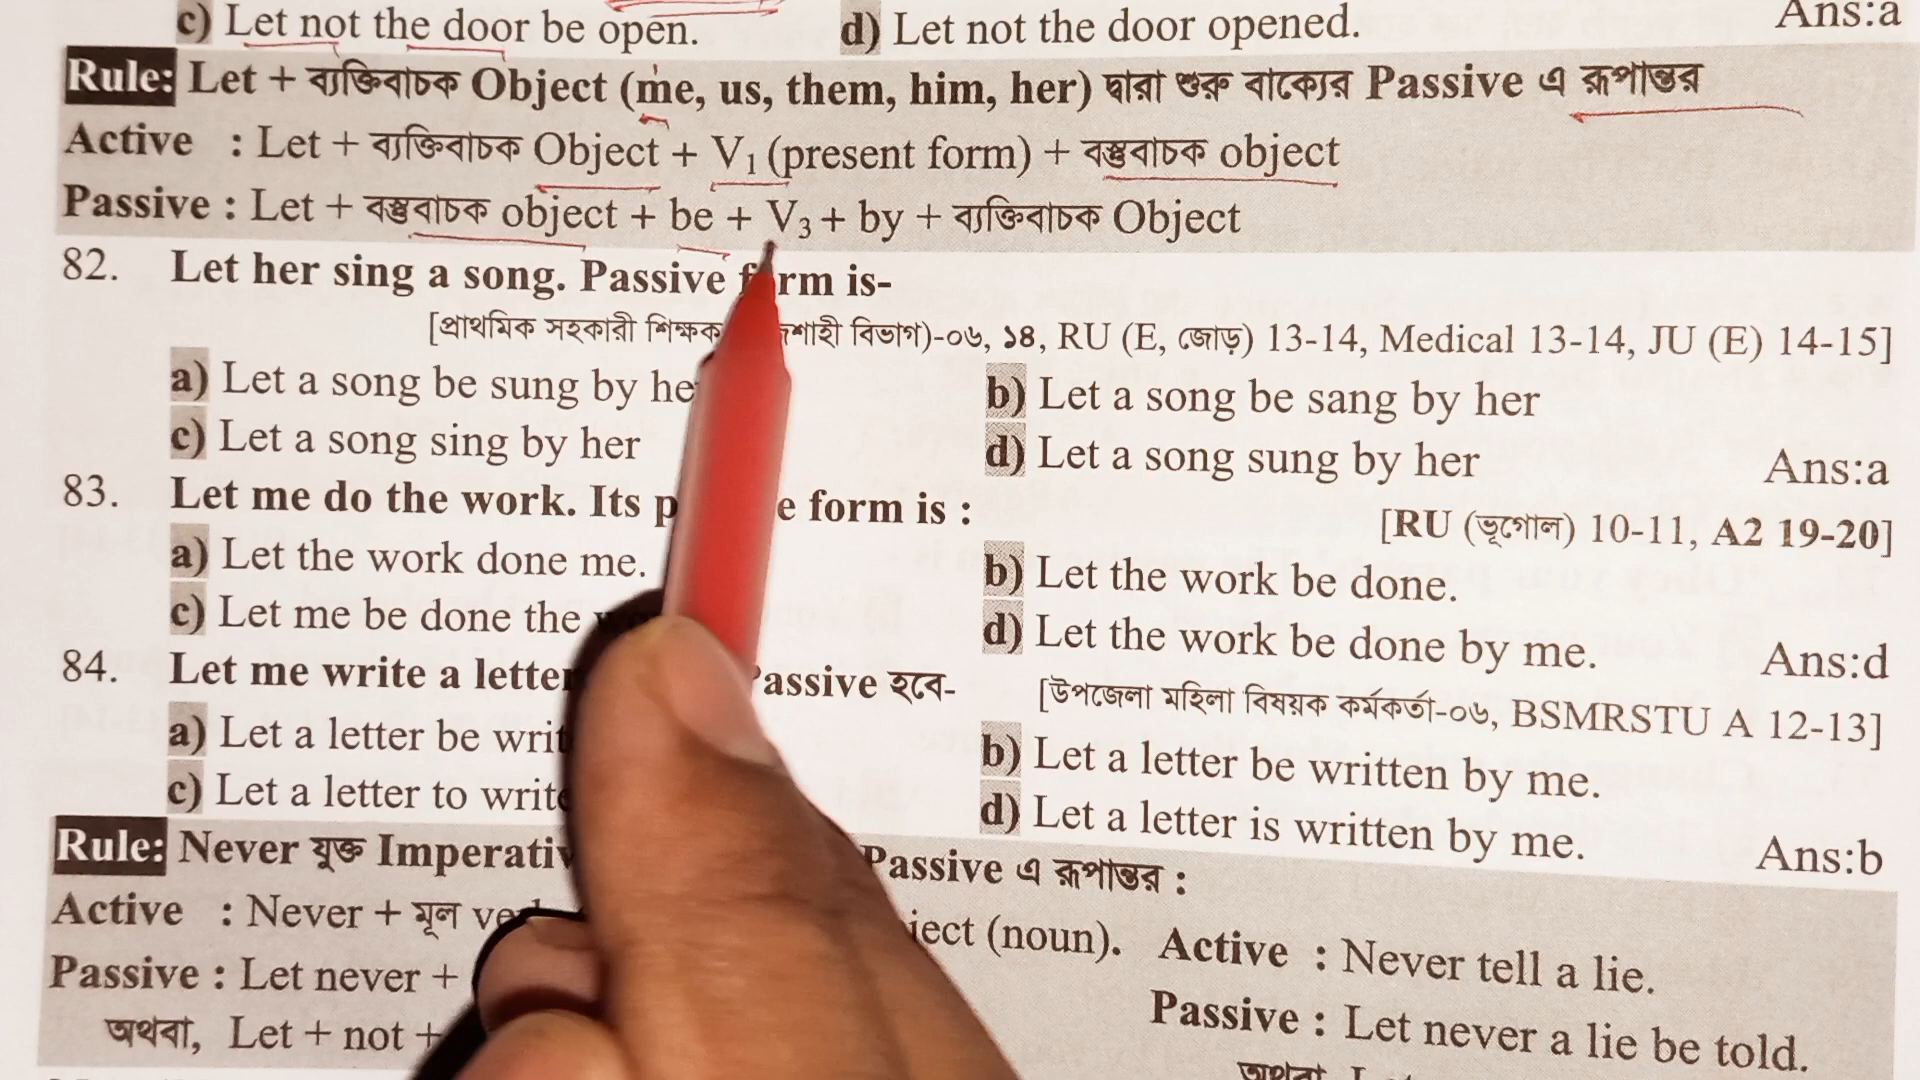 c) Let not the door be open. d) Let not the door opened. Ans:a
Rule: Let + ব্যক্তিবাচক Object (me, us, them, him, her) দ্বারা শুরু বাক্যের Passive এ রূপান্তর
Active : Let + ব্যক্তিবাচক Object + V1 (present form) + বস্তুবাচক object
Passive : Let + বস্তুবাচক object + be + V3 + by + ব্যক্তিবাচক Object
82. Let her sing a song. Passive form is-
[প্রাথমিক সহকারী শিক্ষক বিভাগ)-০৬, ১৪, RU (E, জোড়) 13-14, Medical 13-14, JU (E) 14-15]
a) Let a song be sung by b) Let a song be sang by her
c) Let a song sing by her d) Let a song sung by her Ans:a
83. Let me do the work. Its form is :
[RU (ভূগোল) 10-11, A2 19-20]
a) Let the work done me. b) Let the work be done.
c) Let me be done the d) Let the work be done by me. Ans:d
84. Let me write a letter Passive হবে-
[উপজেলা মহিলা বিষয়ক কর্মকর্তা-০৬, BSMRSTU A 12-13]
a) Let a letter be b) Let a letter be written by me.
c) Let a letter to d) Let a letter is written by me. Ans:b
Rule: Never যুক্ত Passive এ রূপান্তর :
Active : Never + মূল (noun). Active : Never tell a lie.
Passive : Let never + Passive : Let never a lie be told.
অথবা, Let + not +